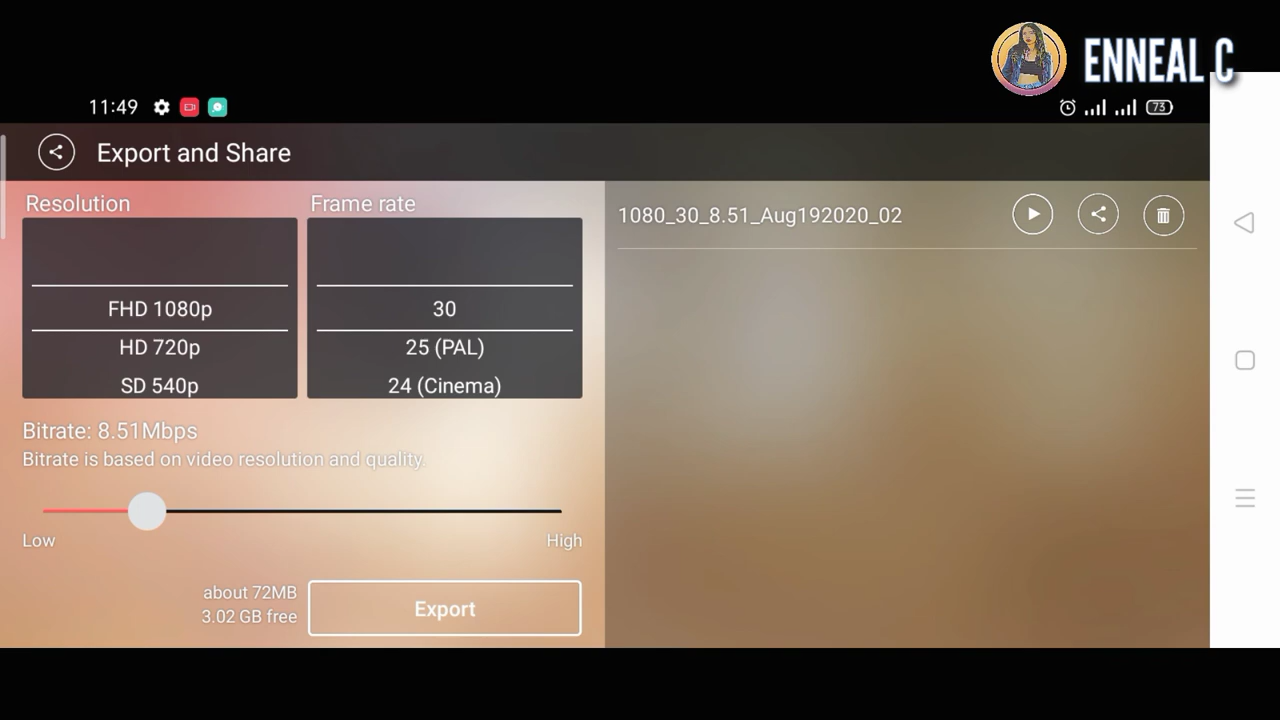 ENNEAL C
11:49
73
Export and Share
Resolution
Frame rate
FHD 1080p
HD 720p
SD 540p
30
25 (PAL)
24 (Cinema)
Bitrate: 8.51Mbps
Bitrate is based on video resolution and quality.
Low
High
about 72MB
3.02 GB free
Export
1080_30_8.51_Aug192020_02